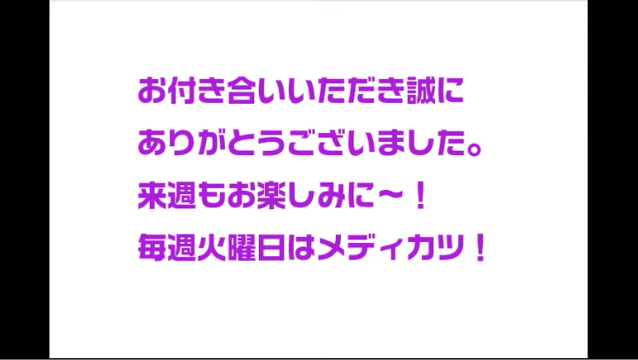 お付き合いいただき誠に
ありがとうございました。
来週もお楽しみに～！
毎週火曜日はメディカツ！